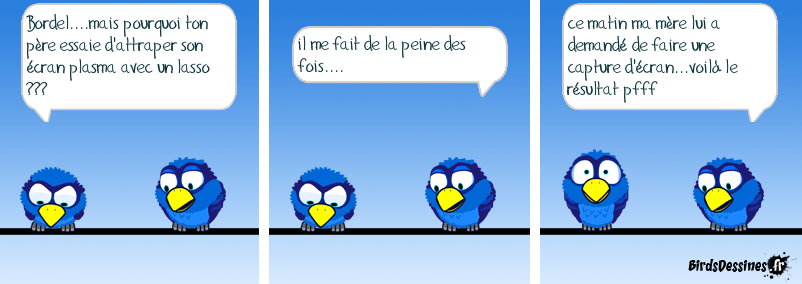 Bordel....mais pourquoi ton
père essaie d'attraper son
écran plasma avec un lasso
???
il me fait de la peine des
fois....
ce matin ma mère lui a
demandé de faire une
capture d'écran...voilà le
résultat pfff
BirdsDessines.fr